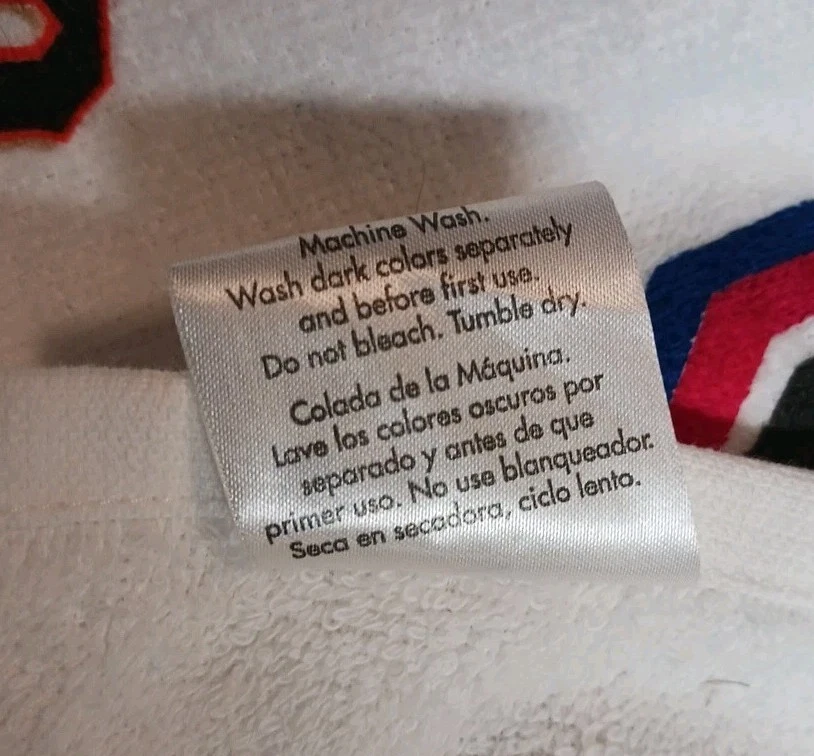 Machine Wash.
Wash dark colors separately
and before first use.
Do not bleach. Tumble dry.
Colada de la Máquina.
Lave los colores oscuros por
separado y antes de que
primer uso. No use blanqueador.
Seca en secadora, ciclo lento.